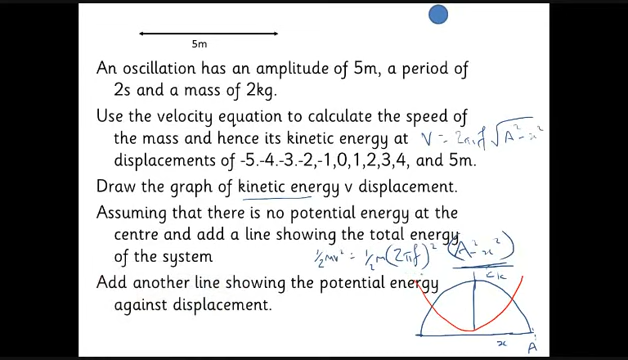 5m
An oscillation has an amplitude of 5m, a period of
2s and a mass of 2kg.
Use the velocity equation to calculate the speed of
the mass and hence its kinetic energy at V = 2πf √A² - x²
displacements of -5.-4.-3.-2,-1,0,1,2,3,4, and 5m.
Draw the graph of kinetic energy v displacement.
Assuming that there is no potential energy at the
centre and add a line showing the total energy
of the system ½mv² = ½m(2πf)² (A² - x²)
Add another line showing the potential energy
against displacement.
x
A